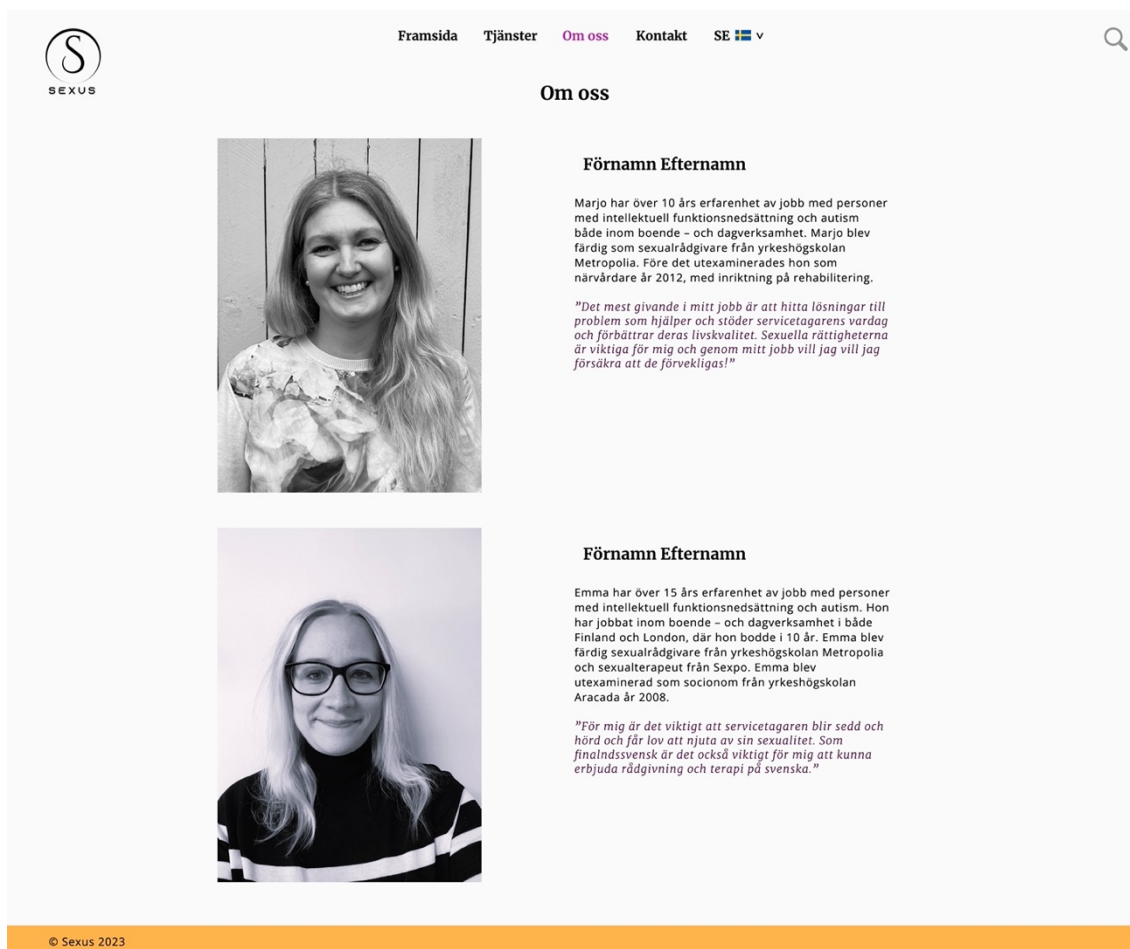 S
SEXUS
Framsida Tjänster Om oss Kontakt SE v
Om oss
Förnamn Efternamn
Marjo har över 10 års erfarenhet av jobb med personer
med intellektuell funktionsnedsättning och autism
både inom boende – och dagverksamhet. Marjo blev
färdig som sexualrådgivare från yrkeshögskolan
Metropolia. Före det utexaminerades hon som
närvårdare år 2012, med inriktning på rehabilitering.
”Det mest givande i mitt jobb är att hitta lösningar till
problem som hjälper och stöder servicetagarens vardag
och förbättrar deras livskvalitet. Sexuella rättigheterna
är viktiga för mig och genom mitt jobb vill jag vill jag
försäkra att de förvekligas!”
Förnamn Efternamn
Emma har över 15 års erfarenhet av jobb med personer
med intellektuell funktionsnedsättning och autism. Hon
har jobbat inom boende – och dagverksamhet i både
Finland och London, där hon bodde i 10 år. Emma blev
färdig sexualrådgivare från yrkeshögskolan Metropolia
och sexualterapeut från Sexpo. Emma blev
utexaminerad som socionom från yrkeshögskolan
Aracada år 2008.
”För mig är det viktigt att servicetagaren blir sedd och
hörd och får lov att njuta av sin sexualitet. Som
finalndssvensk är det också viktigt för mig att kunna
erbjuda rådgivning och terapi på svenska.”
© Sexus 2023